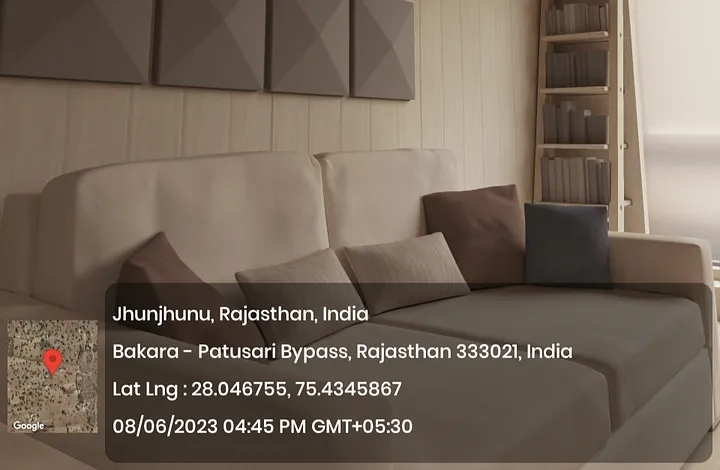 Jhunjhunu, Rajasthan, India
Bakara - Patusari Bypass, Rajasthan 333021, India
Lat Lng : 28.046755, 75.4345867
08/06/2023 04:45 PM GMT+05:30
Google